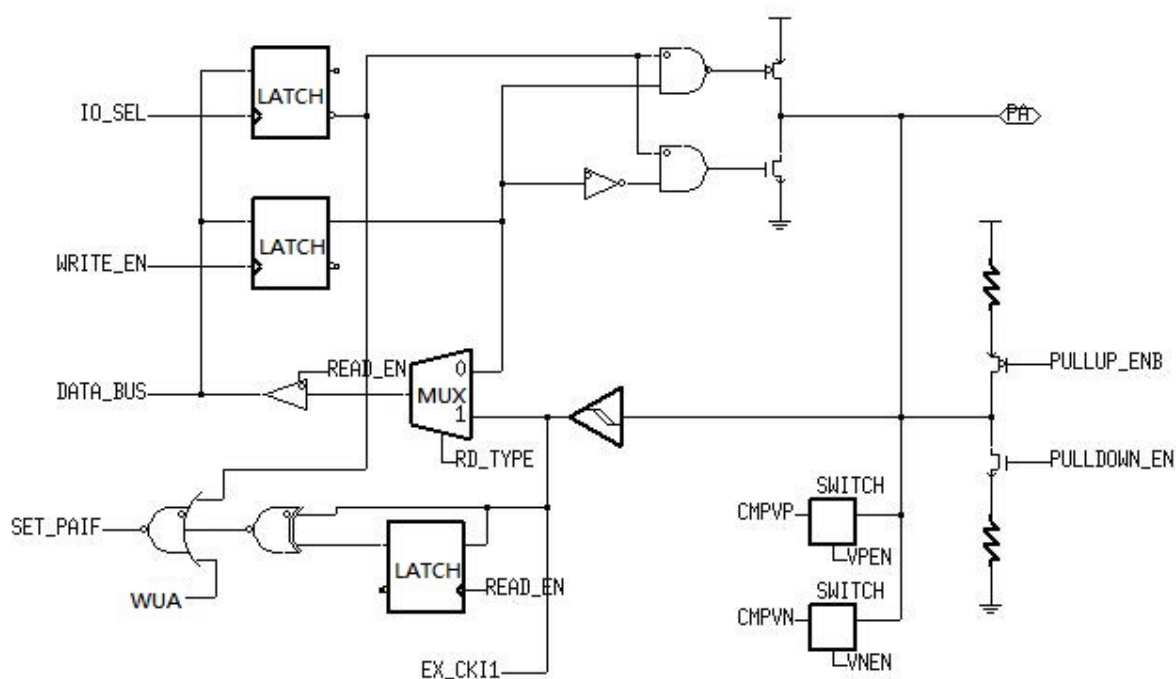 LATCH
IO_SEL
PA
LATCH
WRITE_EN
READ_EN
0
PULLUP_ENB
DATA_BUS
MUX
1
RD_TYPE
PULLDOWN_EN
SWITCH
CMPVP
SET_PAIF
VPEN
LATCH
READ_EN
WUA
SWITCH
CMPVN
VNEN
EX_CKI1